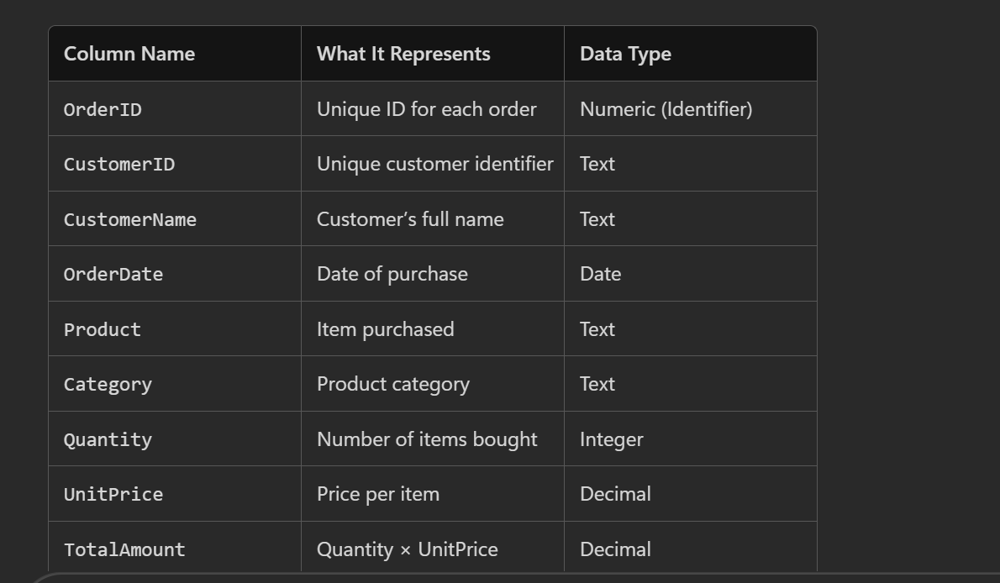 Column Name What It Represents Data Type
OrderID Unique ID for each order Numeric (Identifier)
CustomerID Unique customer identifier Text
CustomerName Customer’s full name Text
OrderDate Date of purchase Date
Product Item purchased Text
Category Product category Text
Quantity Number of items bought Integer
UnitPrice Price per item Decimal
TotalAmount Quantity × UnitPrice Decimal